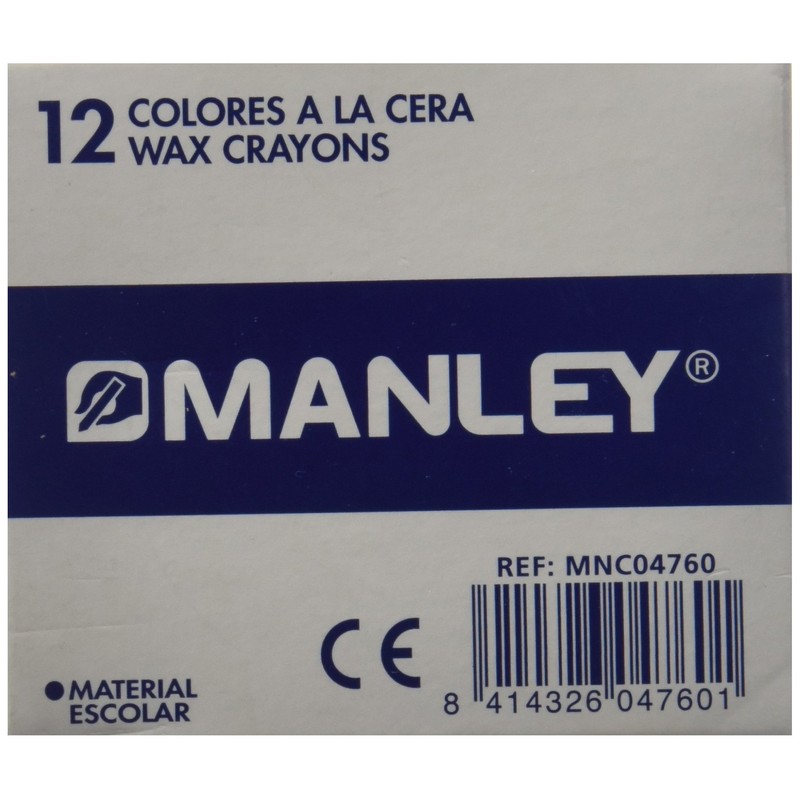 12 COLORES A LA CERA
WAX CRAYONS
MANLEY®
REF: MNC04760
CE
8 414326 047601
MATERIAL
ESCOLAR